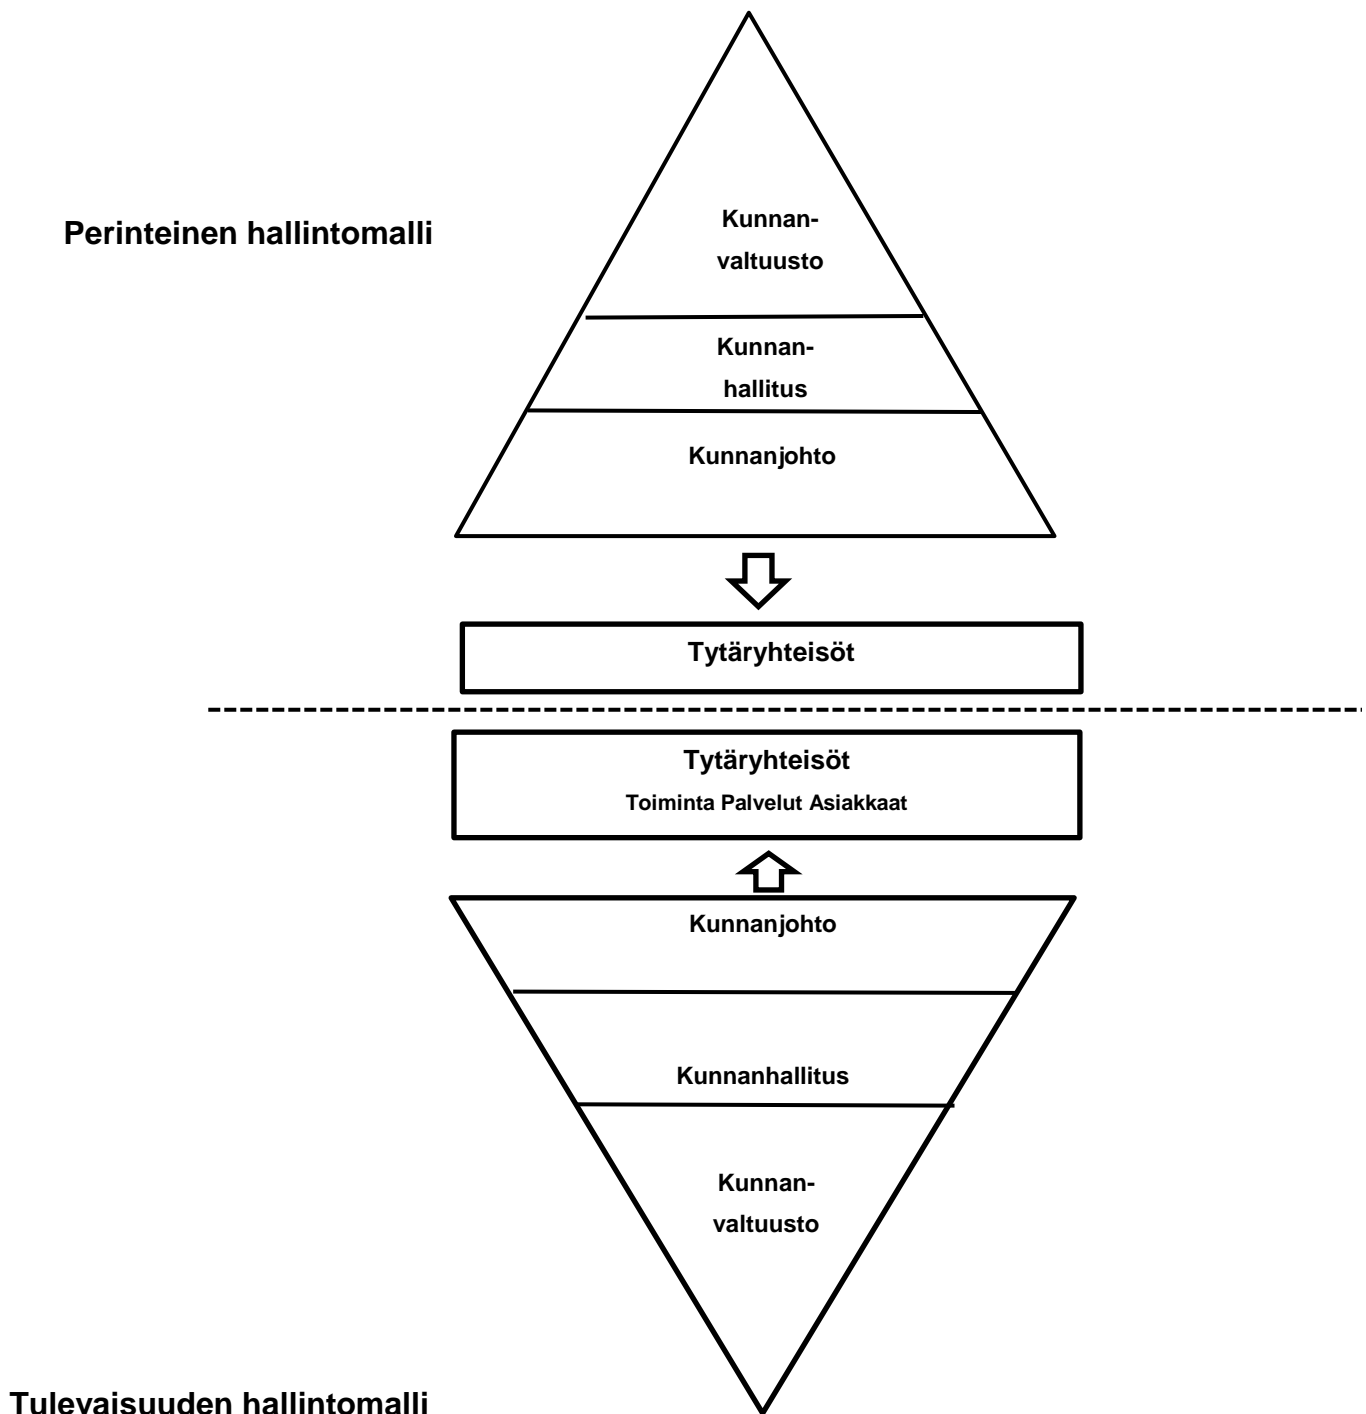 Perinteinen hallintomalli
Kunnan-
valtuusto
Kunnan-
hallitus
Kunnanjohto
Tytäryhteisöt
Tytäryhteisöt
Toiminta Palvelut Asiakkaat
Kunnanjohto
Kunnanhallitus
Kunnan-
valtuusto
Tulevaisuuden hallintomalli